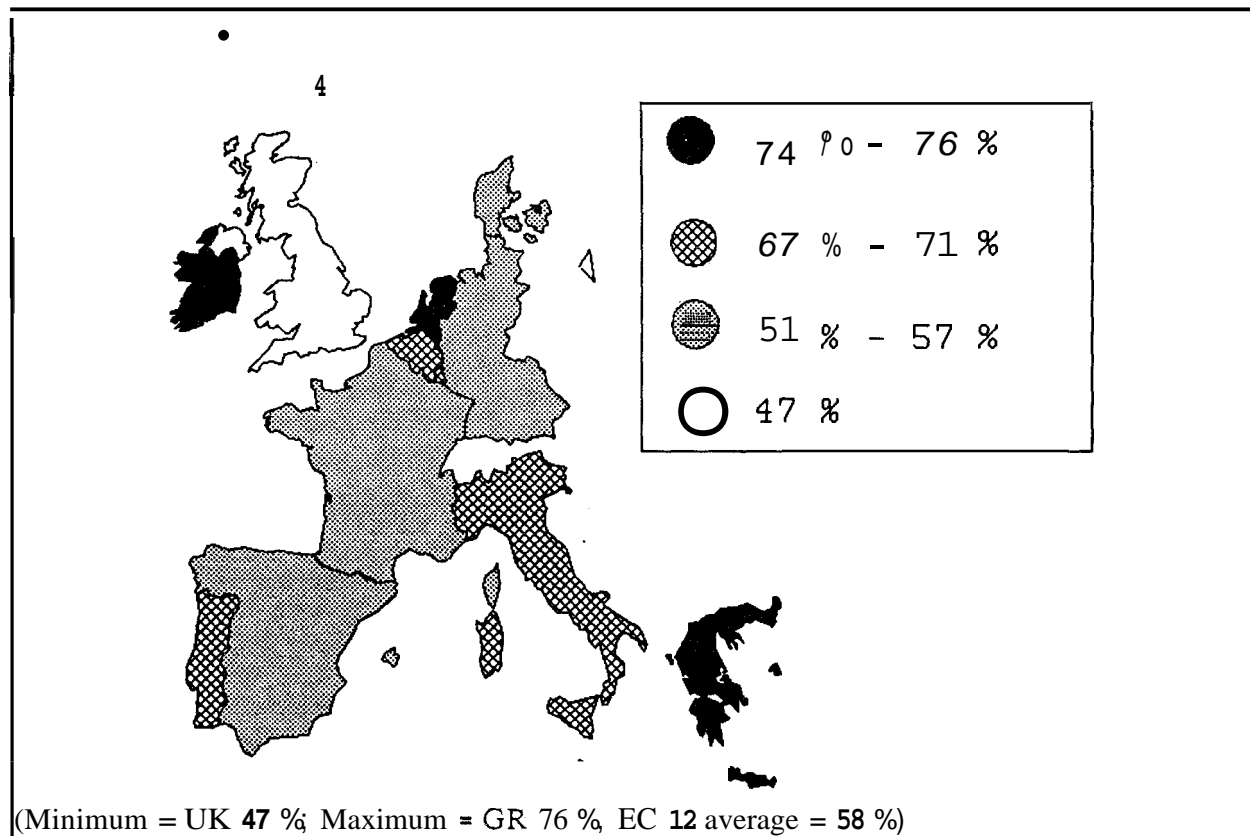 4
74 % - 76 %
67 % - 71 %
51 % - 57 %
47 %
(Minimum = UK 47 %; Maximum = GR 76 %, EC 12 average = 58 %)